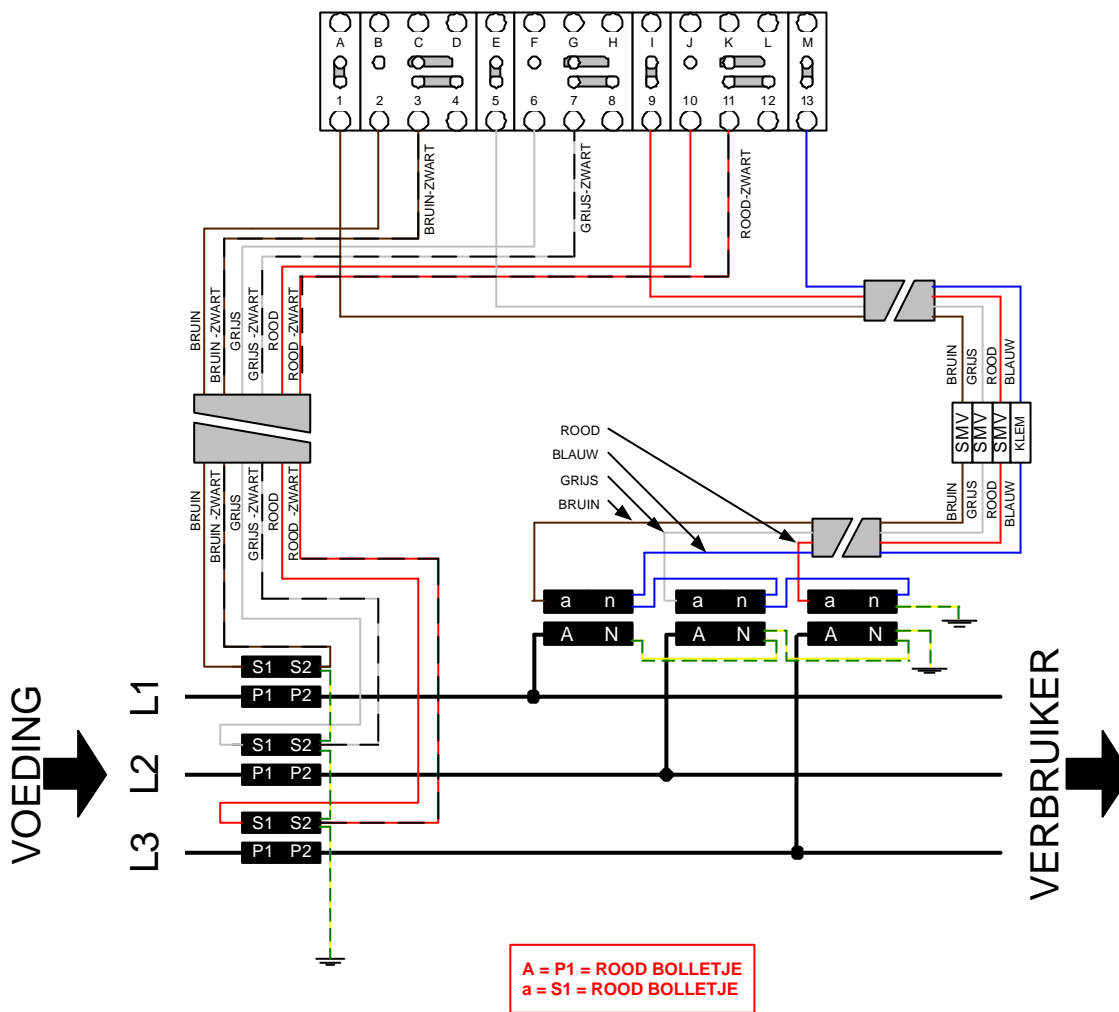 A B C D E F G H I J K L M
1 2 3 4 5 6 7 8 9 10 11 12 13
BRUIN-ZWART
GRIJS-ZWART
ROOD-ZWART
BRUIN
BRUIN -ZWART
GRIJS
GRIJS -ZWART
ROOD
ROOD -ZWART
BRUIN
GRIJS
ROOD
BLAUW
SMV
SMV
SMV
KLEM
ROOD
BLAUW
GRIJS
BRUIN
BRUIN
BRUIN-ZWART
GRIJS
GRIJS -ZWART
ROOD
ROOD -ZWART
BRUIN
GRIJS
ROOD
BLAUW
a n a n a n
A N A N A N
S1 S2
L1 P1 P2
S1 S2
L2 P1 P2
S1 S2
L3 P1 P2
VOEDING
VERBRUIKER
A = P1 = ROOD BOLLETJE
a = S1 = ROOD BOLLETJE